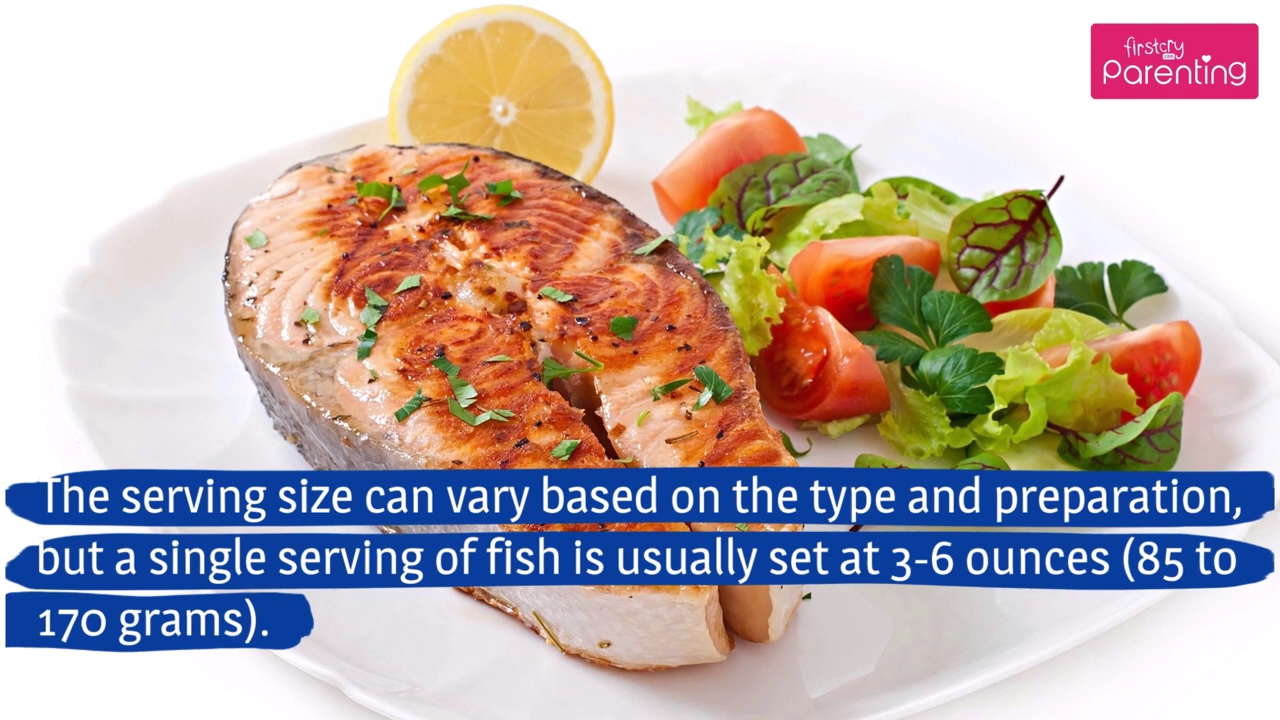 firstcry
.com
Parenting
The serving size can vary based on the type and preparation,
but a single serving of fish is usually set at 3-6 ounces (85 to
170 grams).